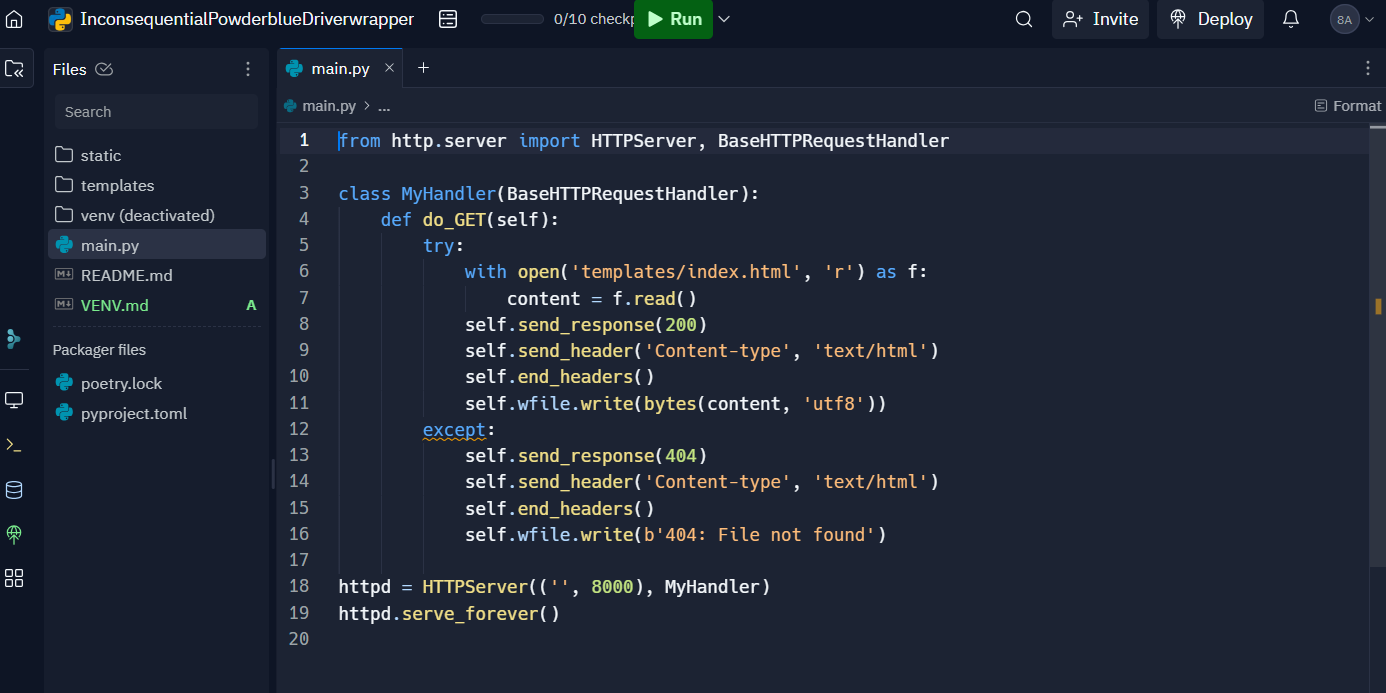 InconsequentialPowderblueDriverwrapper
0/10 checkp
Run
Invite
Deploy
8A
Files
Search
static
templates
venv (deactivated)
main.py
README.md
VENV.md A
Packager files
poetry.lock
pyproject.toml
main.py
main.py > ...
Format
1 from http.server import HTTPServer, BaseHTTPRequestHandler
2
3 class MyHandler(BaseHTTPRequestHandler):
4     def do_GET(self):
5         try:
6             with open('templates/index.html', 'r') as f:
7                 content = f.read()
8             self.send_response(200)
9             self.send_header('Content-type', 'text/html')
10             self.end_headers()
11             self.wfile.write(bytes(content, 'utf8'))
12         except:
13             self.send_response(404)
14             self.send_header('Content-type', 'text/html')
15             self.end_headers()
16             self.wfile.write(b'404: File not found')
17
18 httpd = HTTPServer(('', 8000), MyHandler)
19 httpd.serve_forever()
20